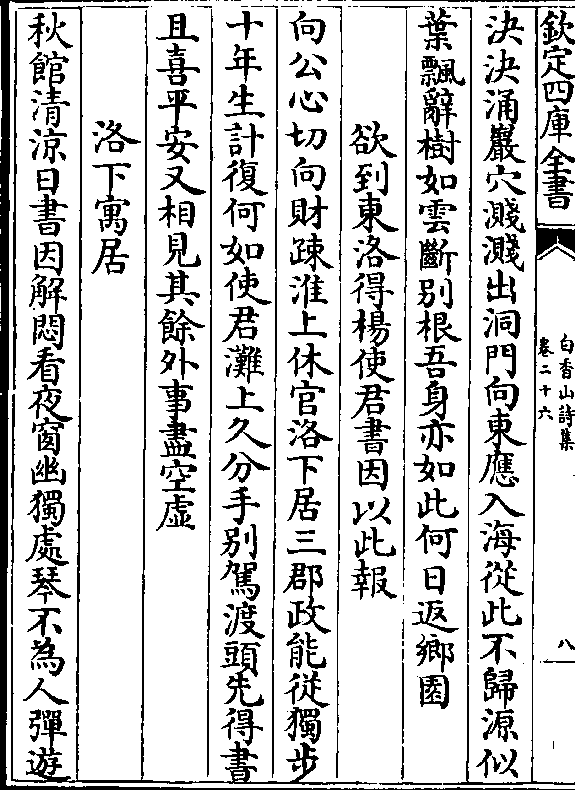 欽定四庫全書
白香山詩集
卷二十六
八
決決涌巖穴濺濺出洞門向東應入海從此不歸源似
葉飄辭樹如雲斷别根吾身亦如此何日返鄉園
欲到東洛得楊使君書因以此報
向公心切向財疎淮上休官洛下居三郡政能從獨步
十年生計復何如使君灘上久分手别駕渡頭先得書
且喜平安又相見其餘外事盡空虛
洛下寓居
秋館清涼日書因解悶看夜窗幽獨處琴不為人彈遊